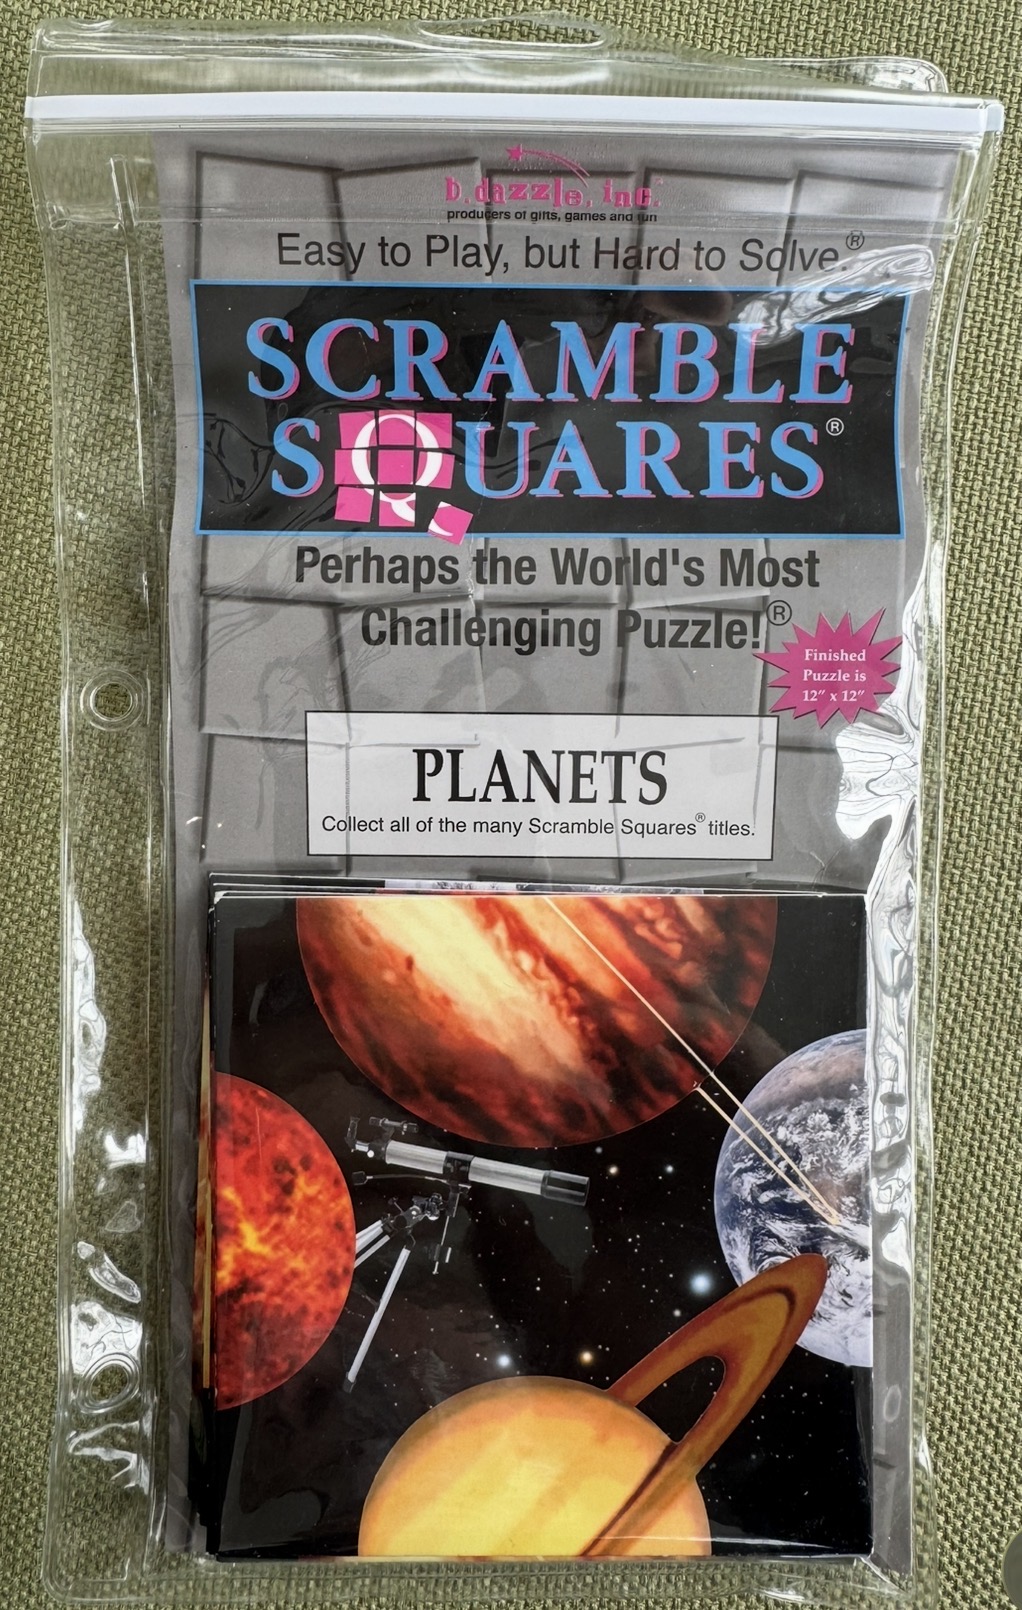 b. dazzle, inc.
producers of gifts, games and fun
Easy to Play, but Hard to Solve.®
SCRAMBLE
SQUARES®
Perhaps the World's Most
Challenging Puzzle!®
Finished
Puzzle is
12" x 12"
PLANETS
Collect all of the many Scramble Squares® titles.